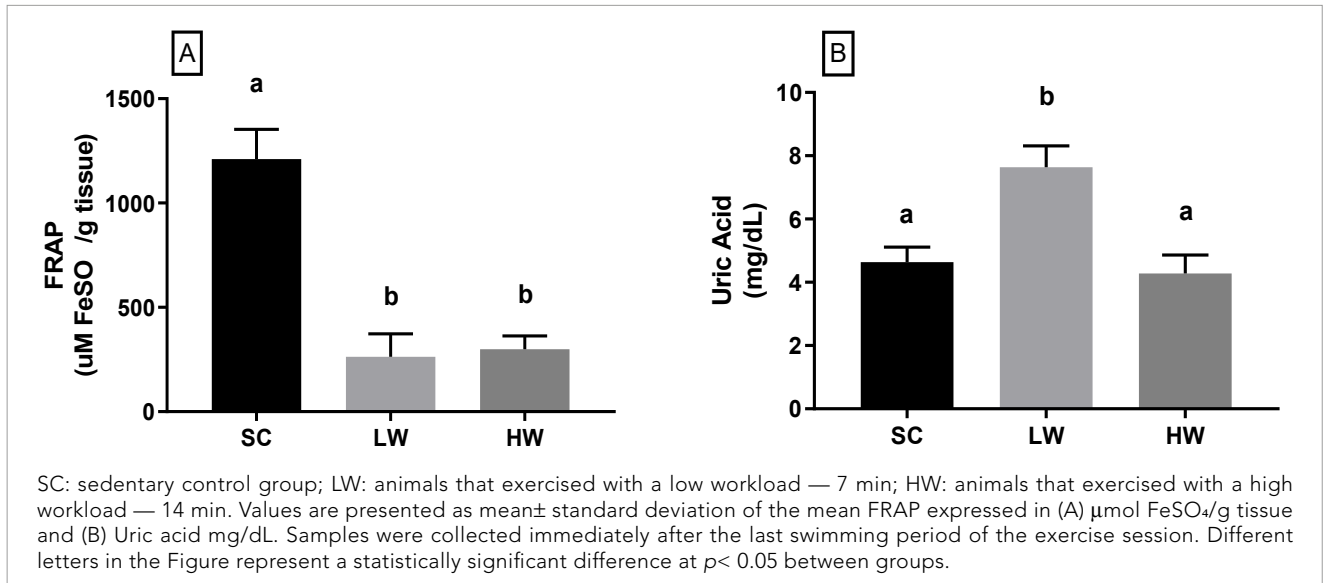 A
a
1500
1000
500
0
FRAP
(uM FeSO /g tissue)
b
b
SC LW HW
B
b
10
8
6
4
2
0
Uric Acid
(mg/dL)
a
a
SC LW HW
SC: sedentary control group; LW: animals that exercised with a low workload — 7 min; HW: animals that exercised with a high
workload — 14 min. Values are presented as mean± standard deviation of the mean FRAP expressed in (A) μmol FeSO₄/g tissue
and (B) Uric acid mg/dL. Samples were collected immediately after the last swimming period of the exercise session. Different
letters in the Figure represent a statistically significant difference at p< 0.05 between groups.